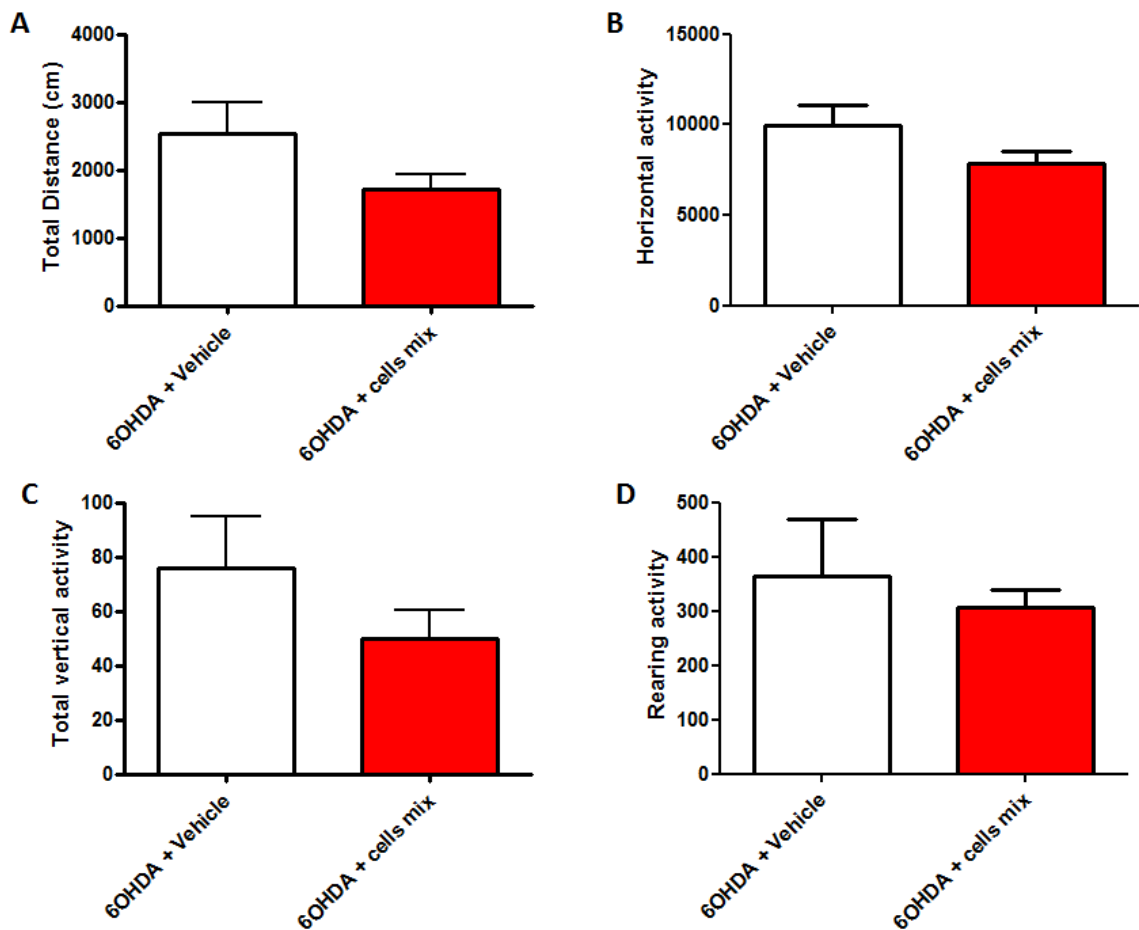 A
Total Distance (cm)
4000
3000
2000
1000
0
6OHDA + Vehicle
6OHDA + cells mix
B
Horizontal activity
15000
10000
5000
0
6OHDA + Vehicle
6OHDA + cells mix
C
Total vertical activity
100
80
60
40
20
0
6OHDA + Vehicle
6OHDA + cells mix
D
Rearing activity
500
400
300
200
100
0
6OHDA + Vehicle
6OHDA + cells mix